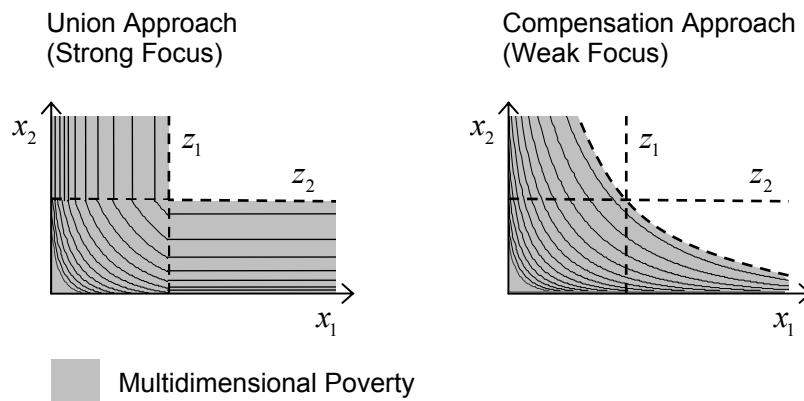 Union Approach
(Strong Focus)
x₂
z₁
z₂
x₁
Compensation Approach
(Weak Focus)
x₂
z₁
z₂
x₁
Multidimensional Poverty